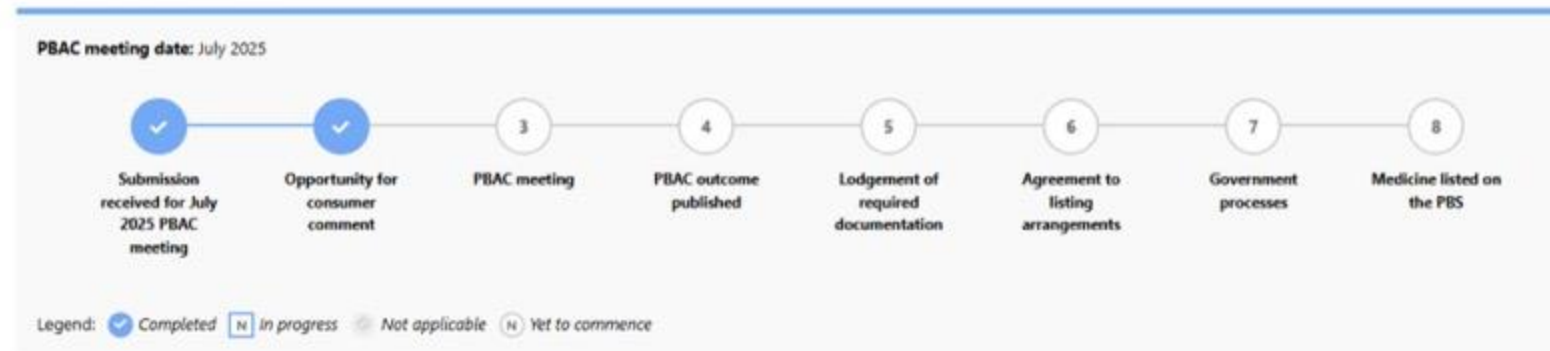 PBAC meeting date: July 2025
3
4
5
6
7
8
Submission
received for July
2025 PBAC
meeting
Opportunity for
consumer
comment
PBAC meeting
PBAC outcome
published
Lodgement of
required
documentation
Agreement to
listing
arrangements
Government
processes
Medicine listed on
the PBS
Legend: Completed N In progress Not applicable N Yet to commence